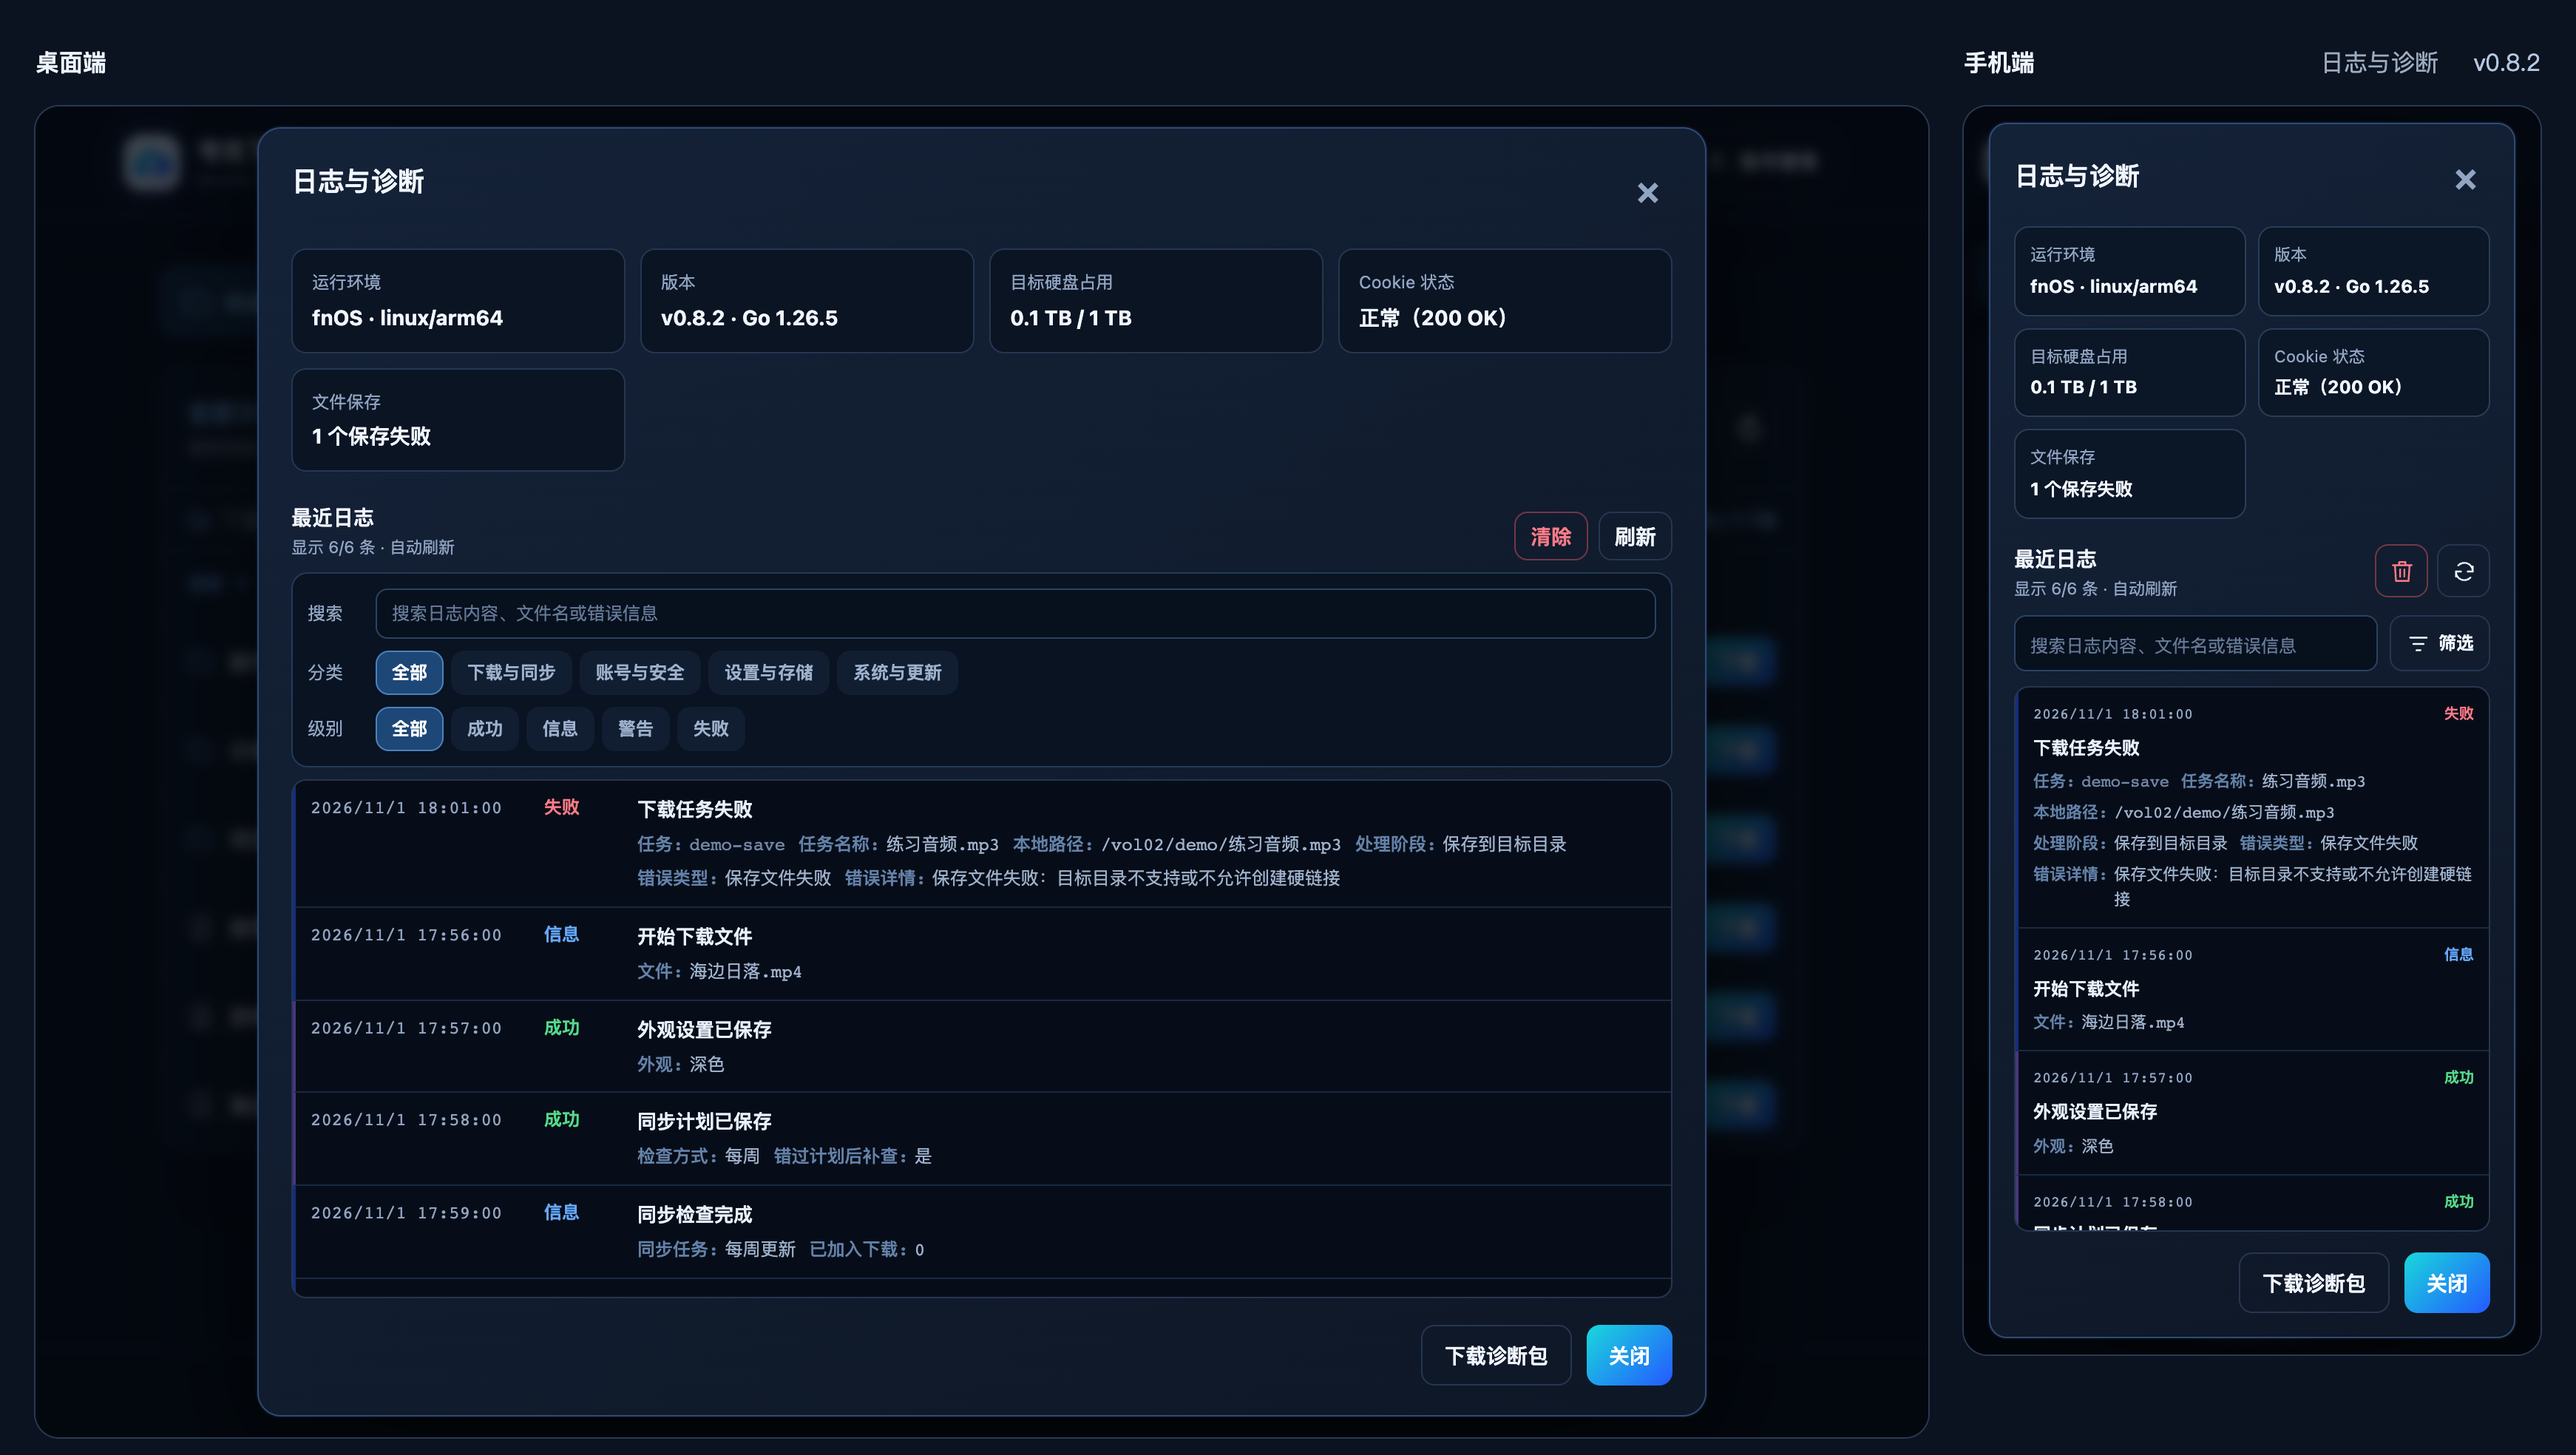 桌面端
日志与诊断
运行环境
fnOS · linux/arm64
版本
v0.8.2 · Go 1.26.5
目标硬盘占用
0.1 TB / 1 TB
Cookie 状态
正常（200 OK）
文件保存
1 个保存失败
最近日志
显示 6/6 条 · 自动刷新
清除
刷新
搜索
搜索日志内容、文件名或错误信息
分类
全部 下载与同步 账号与安全 设置与存储 系统与更新
级别
全部 成功 信息 警告 失败
2026/11/1 18:01:00 失败 下载任务失败
任务：demo-save 任务名称：练习音频.mp3 本地路径：/vol02/demo/练习音频.mp3 处理阶段：保存到目标目录
错误类型：保存文件失败 错误详情：保存文件失败：目标目录不支持或不允许创建硬链接
2026/11/1 17:56:00 信息 开始下载文件
文件：海边日落.mp4
2026/11/1 17:57:00 成功 外观设置已保存
外观：深色
2026/11/1 17:58:00 成功 同步计划已保存
检查方式：每周 错过计划后补查：是
2026/11/1 17:59:00 信息 同步检查完成
同步任务：每周更新 已加入下载：0
下载诊断包
关闭
手机端
日志与诊断 v0.8.2
日志与诊断
运行环境
fnOS · linux/arm64
版本
v0.8.2 · Go 1.26.5
目标硬盘占用
0.1 TB / 1 TB
Cookie 状态
正常（200 OK）
文件保存
1 个保存失败
最近日志
显示 6/6 条 · 自动刷新
搜索日志内容、文件名或错误信息
筛选
2026/11/1 18:01:00 失败
下载任务失败
任务：demo-save 任务名称：练习音频.mp3
本地路径：/vol02/demo/练习音频.mp3
处理阶段：保存到目标目录 错误类型：保存文件失败
错误详情：保存文件失败：目标目录不支持或不允许创建硬链
接
2026/11/1 17:56:00 信息
开始下载文件
文件：海边日落.mp4
2026/11/1 17:57:00 成功
外观设置已保存
外观：深色
2026/11/1 17:58:00 成功
下载诊断包
关闭